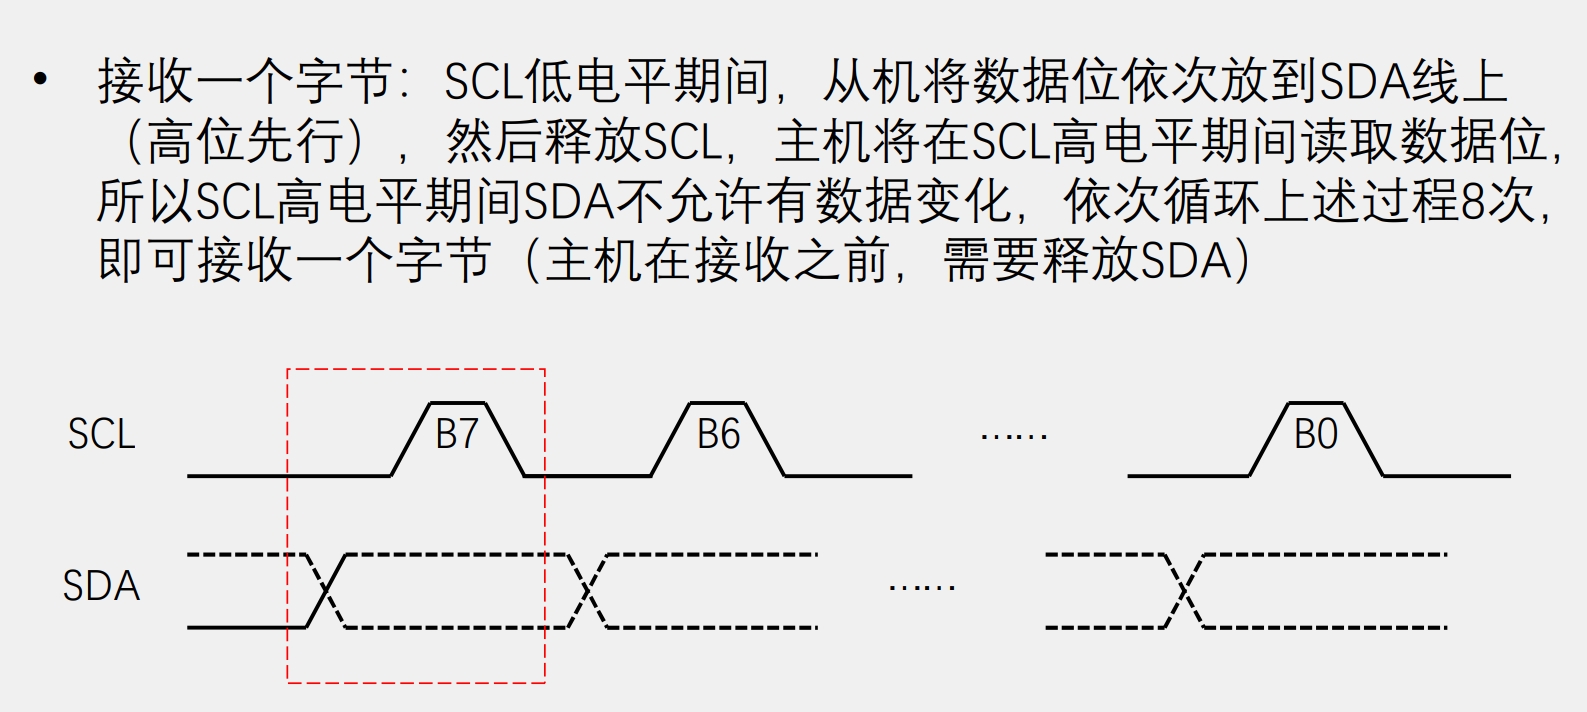 • 接收一个字节：SCL低电平期间，从机将数据位依次放到SDA线上
（高位先行），然后释放SCL，主机将在SCL高电平期间读取数据位，
所以SCL高电平期间SDA不允许有数据变化，依次循环上述过程8次，
即可接收一个字节（主机在接收之前，需要释放SDA）
SCL B7 B6 …… B0
SDA ……